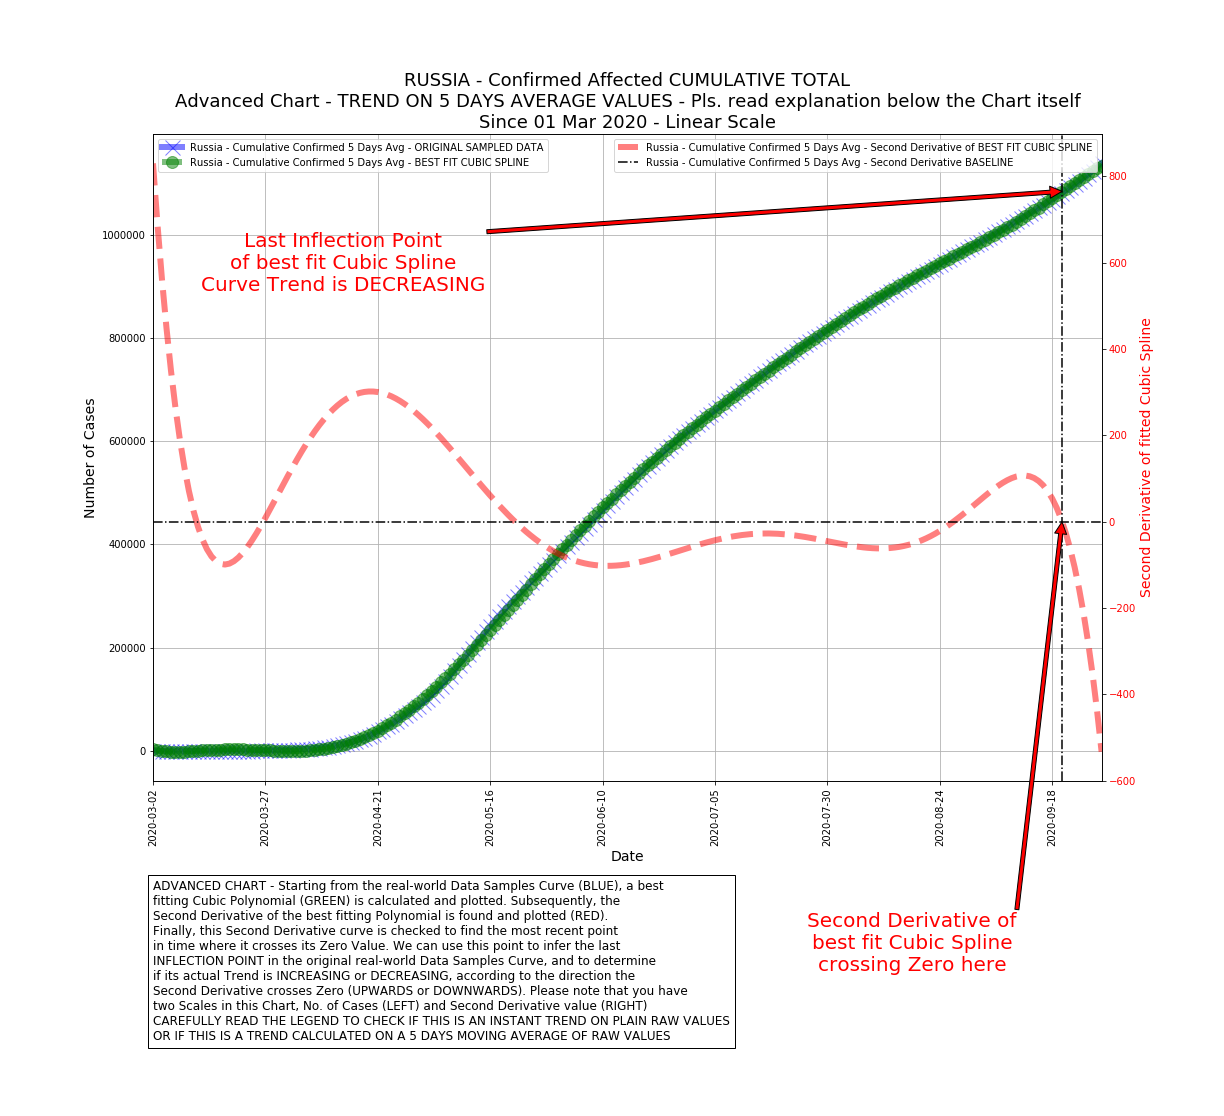 RUSSIA - Confirmed Affected CUMULATIVE TOTAL
Advanced Chart - TREND ON 5 DAYS AVERAGE VALUES - Pls. read explanation below the Chart itself
Since 01 Mar 2020 - Linear Scale
Russia - Cumulative Confirmed 5 Days Avg - ORIGINAL SAMPLED DATA
Russia - Cumulative Confirmed 5 Days Avg - BEST FIT CUBIC SPLINE
Russia - Cumulative Confirmed 5 Days Avg - Second Derivative of BEST FIT CUBIC SPLINE
Russia - Cumulative Confirmed 5 Days Avg - Second Derivative BASELINE
Last Inflection Point
of best fit Cubic Spline
Curve Trend is DECREASING
Number of Cases
1000000
800000
600000
400000
200000
0
800
600
400
200
0
−200
−400
−600
Second Derivative of fitted Cubic Spline
2020-03-02
2020-03-27
2020-04-21
2020-05-16
2020-06-10
2020-07-05
2020-07-30
2020-08-24
2020-09-18
Date
ADVANCED CHART - Starting from the real-world Data Samples Curve (BLUE), a best
fitting Cubic Polynomial (GREEN) is calculated and plotted. Subsequently, the
Second Derivative of the best fitting Polynomial is found and plotted (RED).
Finally, this Second Derivative curve is checked to find the most recent point
in time where it crosses its Zero Value. We can use this point to infer the last
INFLECTION POINT in the original real-world Data Samples Curve, and to determine
if its actual Trend is INCREASING or DECREASING, according to the direction the
Second Derivative crosses Zero (UPWARDS or DOWNWARDS). Please note that you have
two Scales in this Chart, No. of Cases (LEFT) and Second Derivative value (RIGHT)
CAREFULLY READ THE LEGEND TO CHECK IF THIS IS AN INSTANT TREND ON PLAIN RAW VALUES
OR IF THIS IS A TREND CALCULATED ON A 5 DAYS MOVING AVERAGE OF RAW VALUES
Second Derivative of
best fit Cubic Spline
crossing Zero here